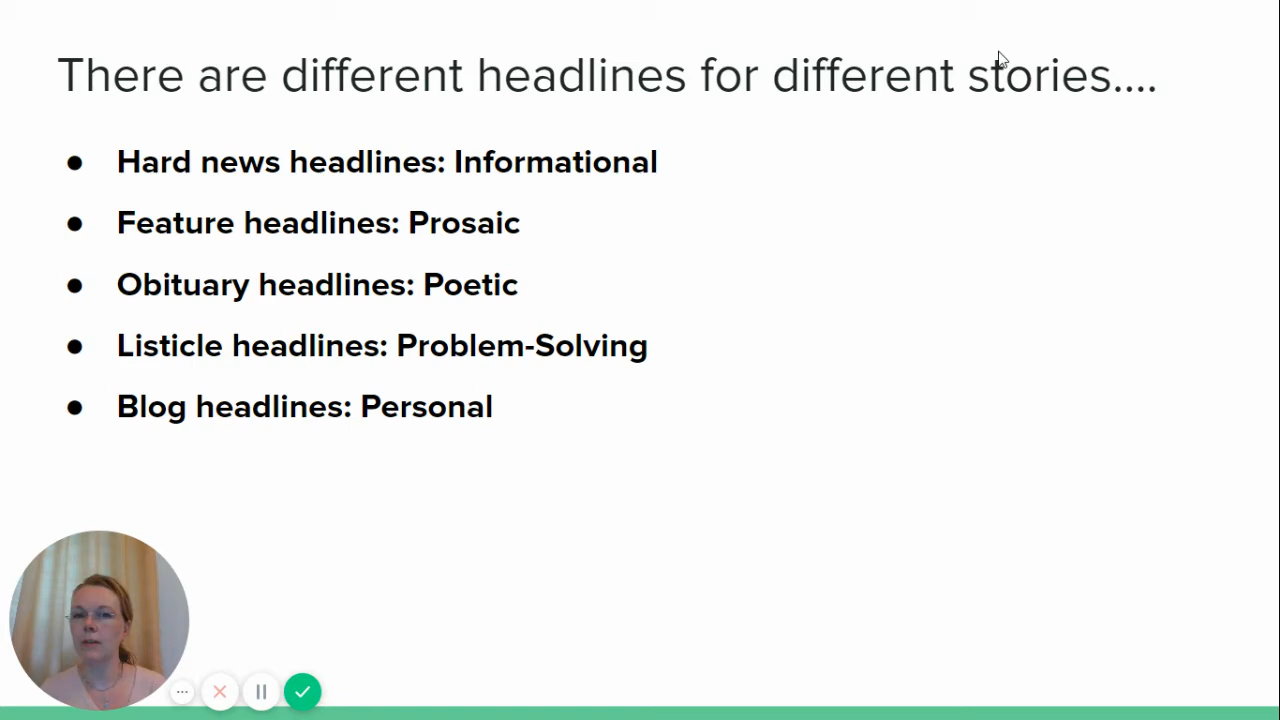 There are different headlines for different stories....
● Hard news headlines: Informational
● Feature headlines: Prosaic
● Obituary headlines: Poetic
● Listicle headlines: Problem-Solving
● Blog headlines: Personal